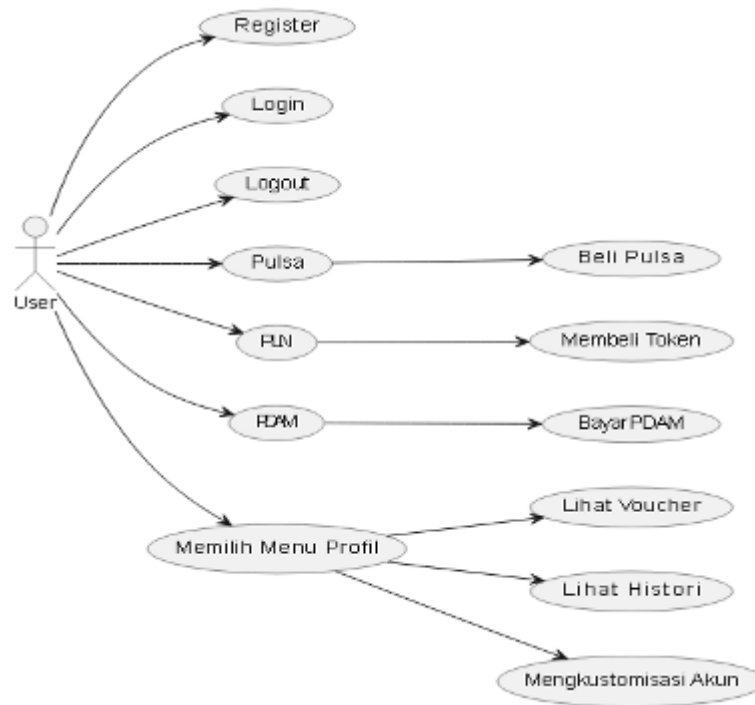 Register
Login
Logout
Pulsa
Beli Pulsa
User
PLN
Membeli Token
PDAM
Bayar PDAM
Lihat Voucher
Memilih Menu Profil
Lihat Histori
Mengkustomisasi Akun